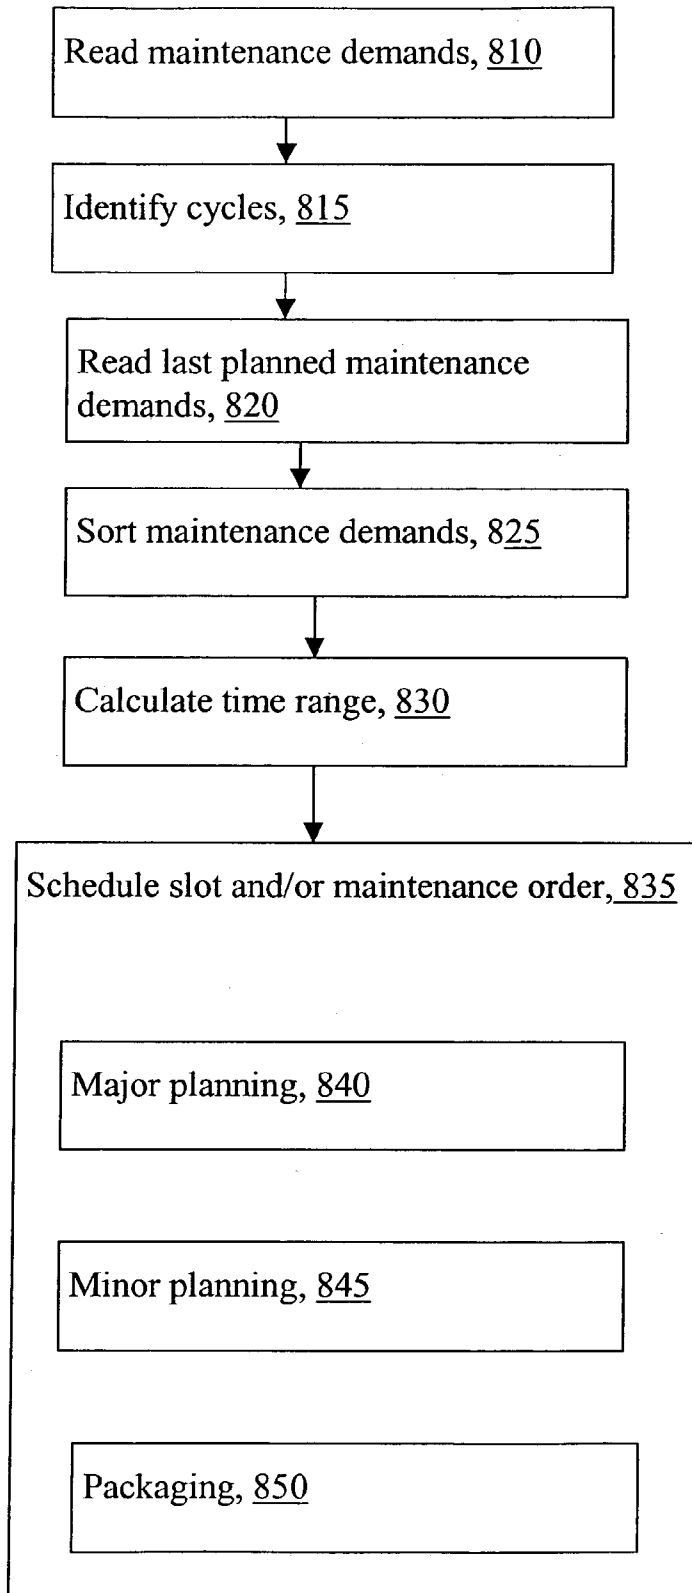 Read maintenance demands, 810
Identify cycles, 815
Read last planned maintenance
demands, 820
Sort maintenance demands, 825
Calculate time range, 830
Schedule slot and/or maintenance order, 835
Major planning, 840
Minor planning, 845
Packaging, 850